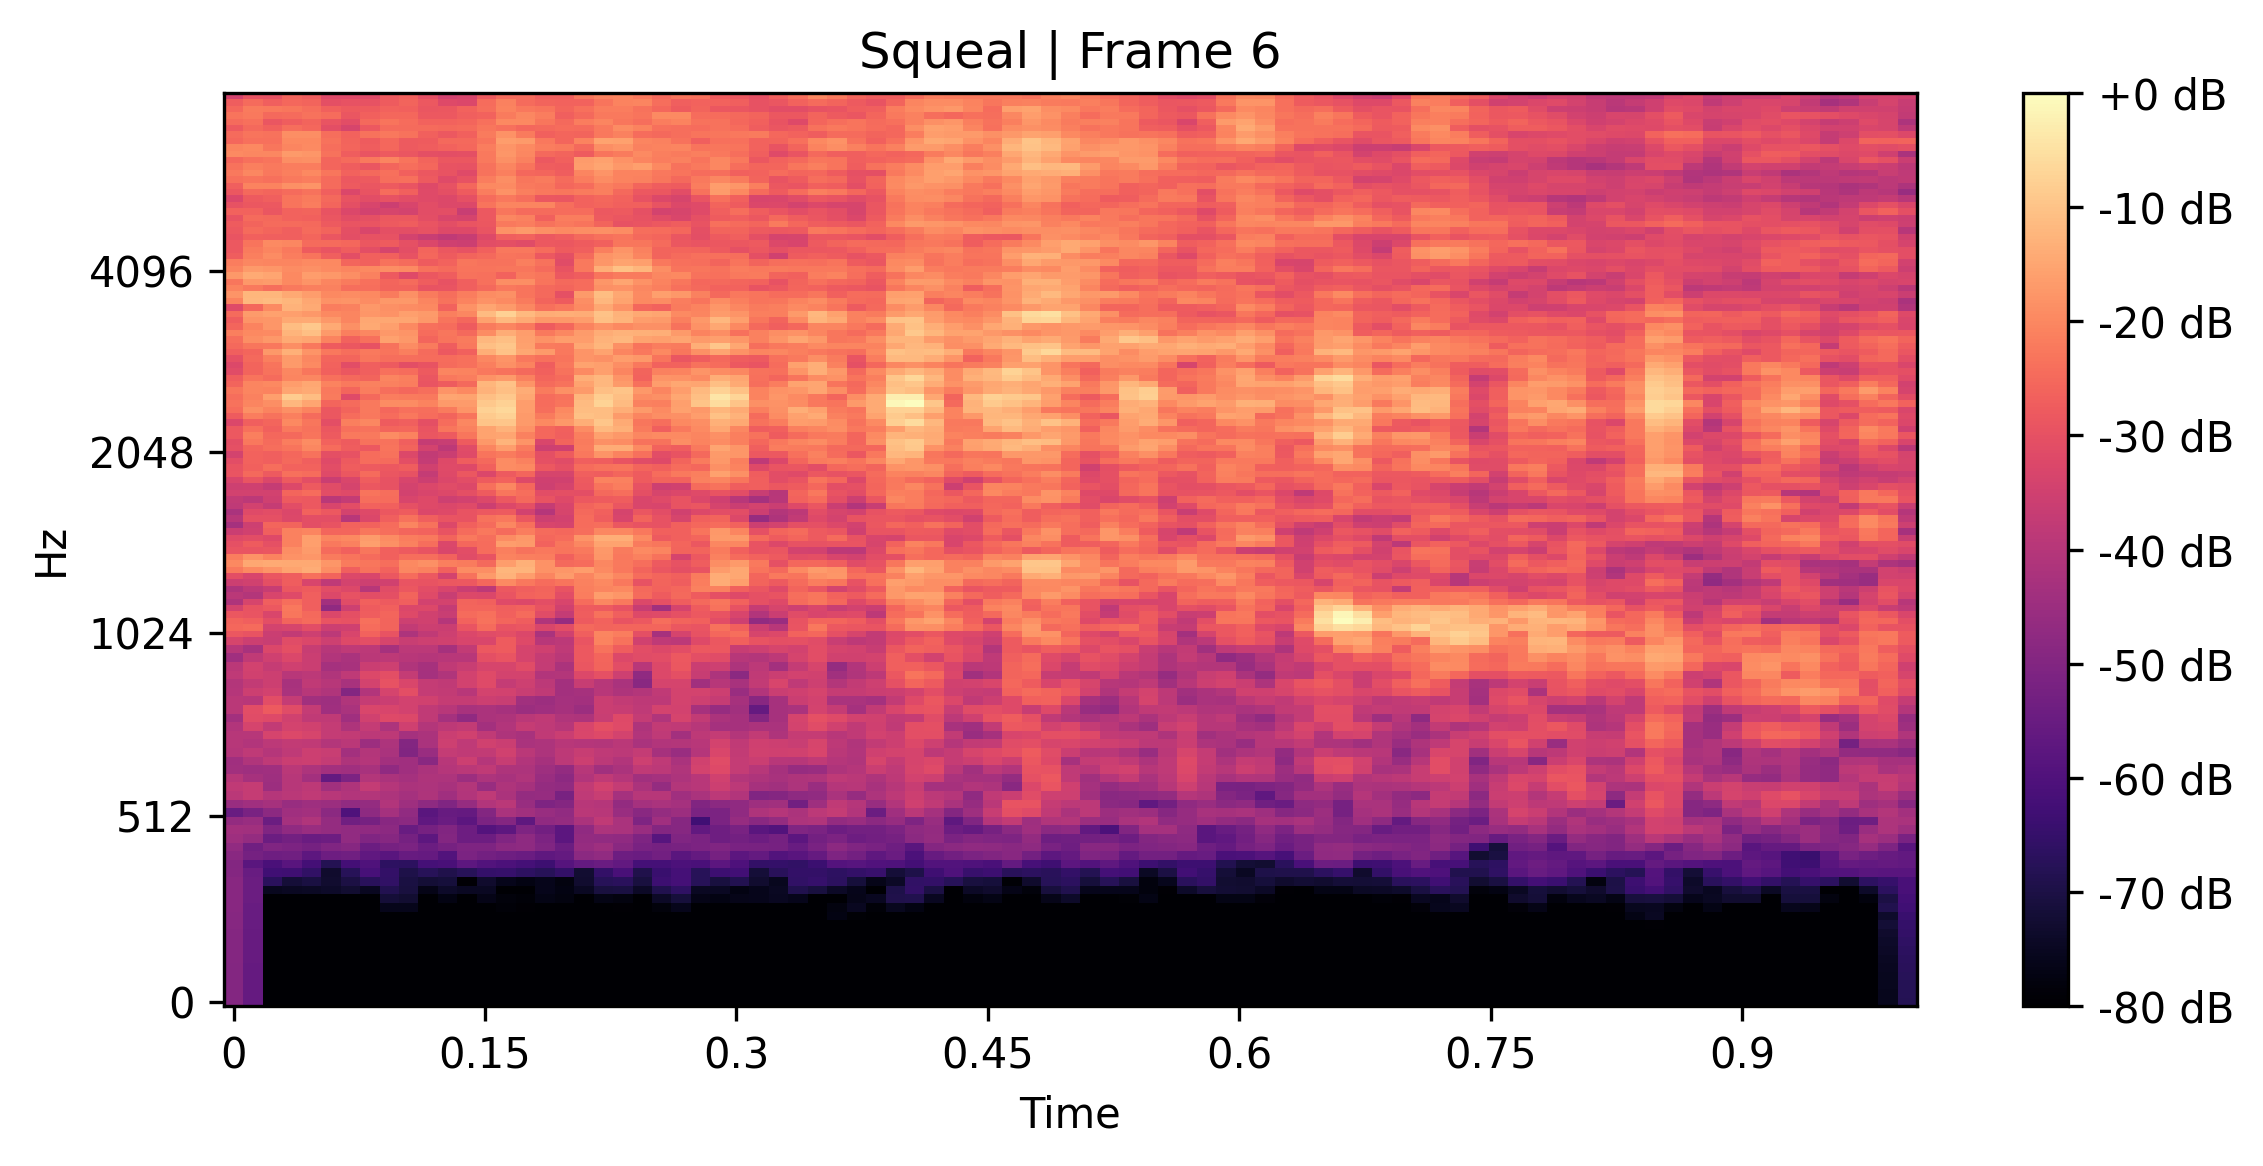 Squeal | Frame 6
Hz
4096
2048
1024
512
0
0 0.15 0.3 0.45 0.6 0.75 0.9
Time
+0 dB
-10 dB
-20 dB
-30 dB
-40 dB
-50 dB
-60 dB
-70 dB
-80 dB